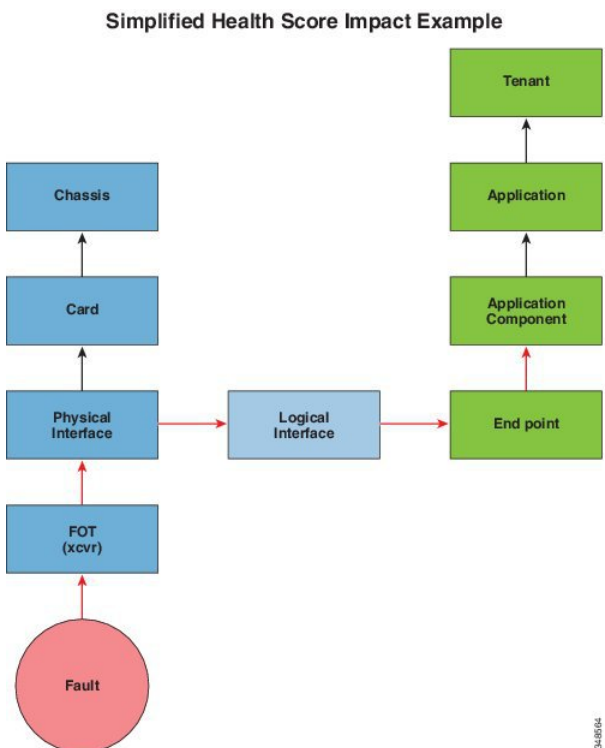 Simplified Health Score Impact Example
Tenant
Chassis
Application
Card
Application
Component
Physical
Interface
Logical
Interface
End point
FOT
(xcvr)
Fault
348564